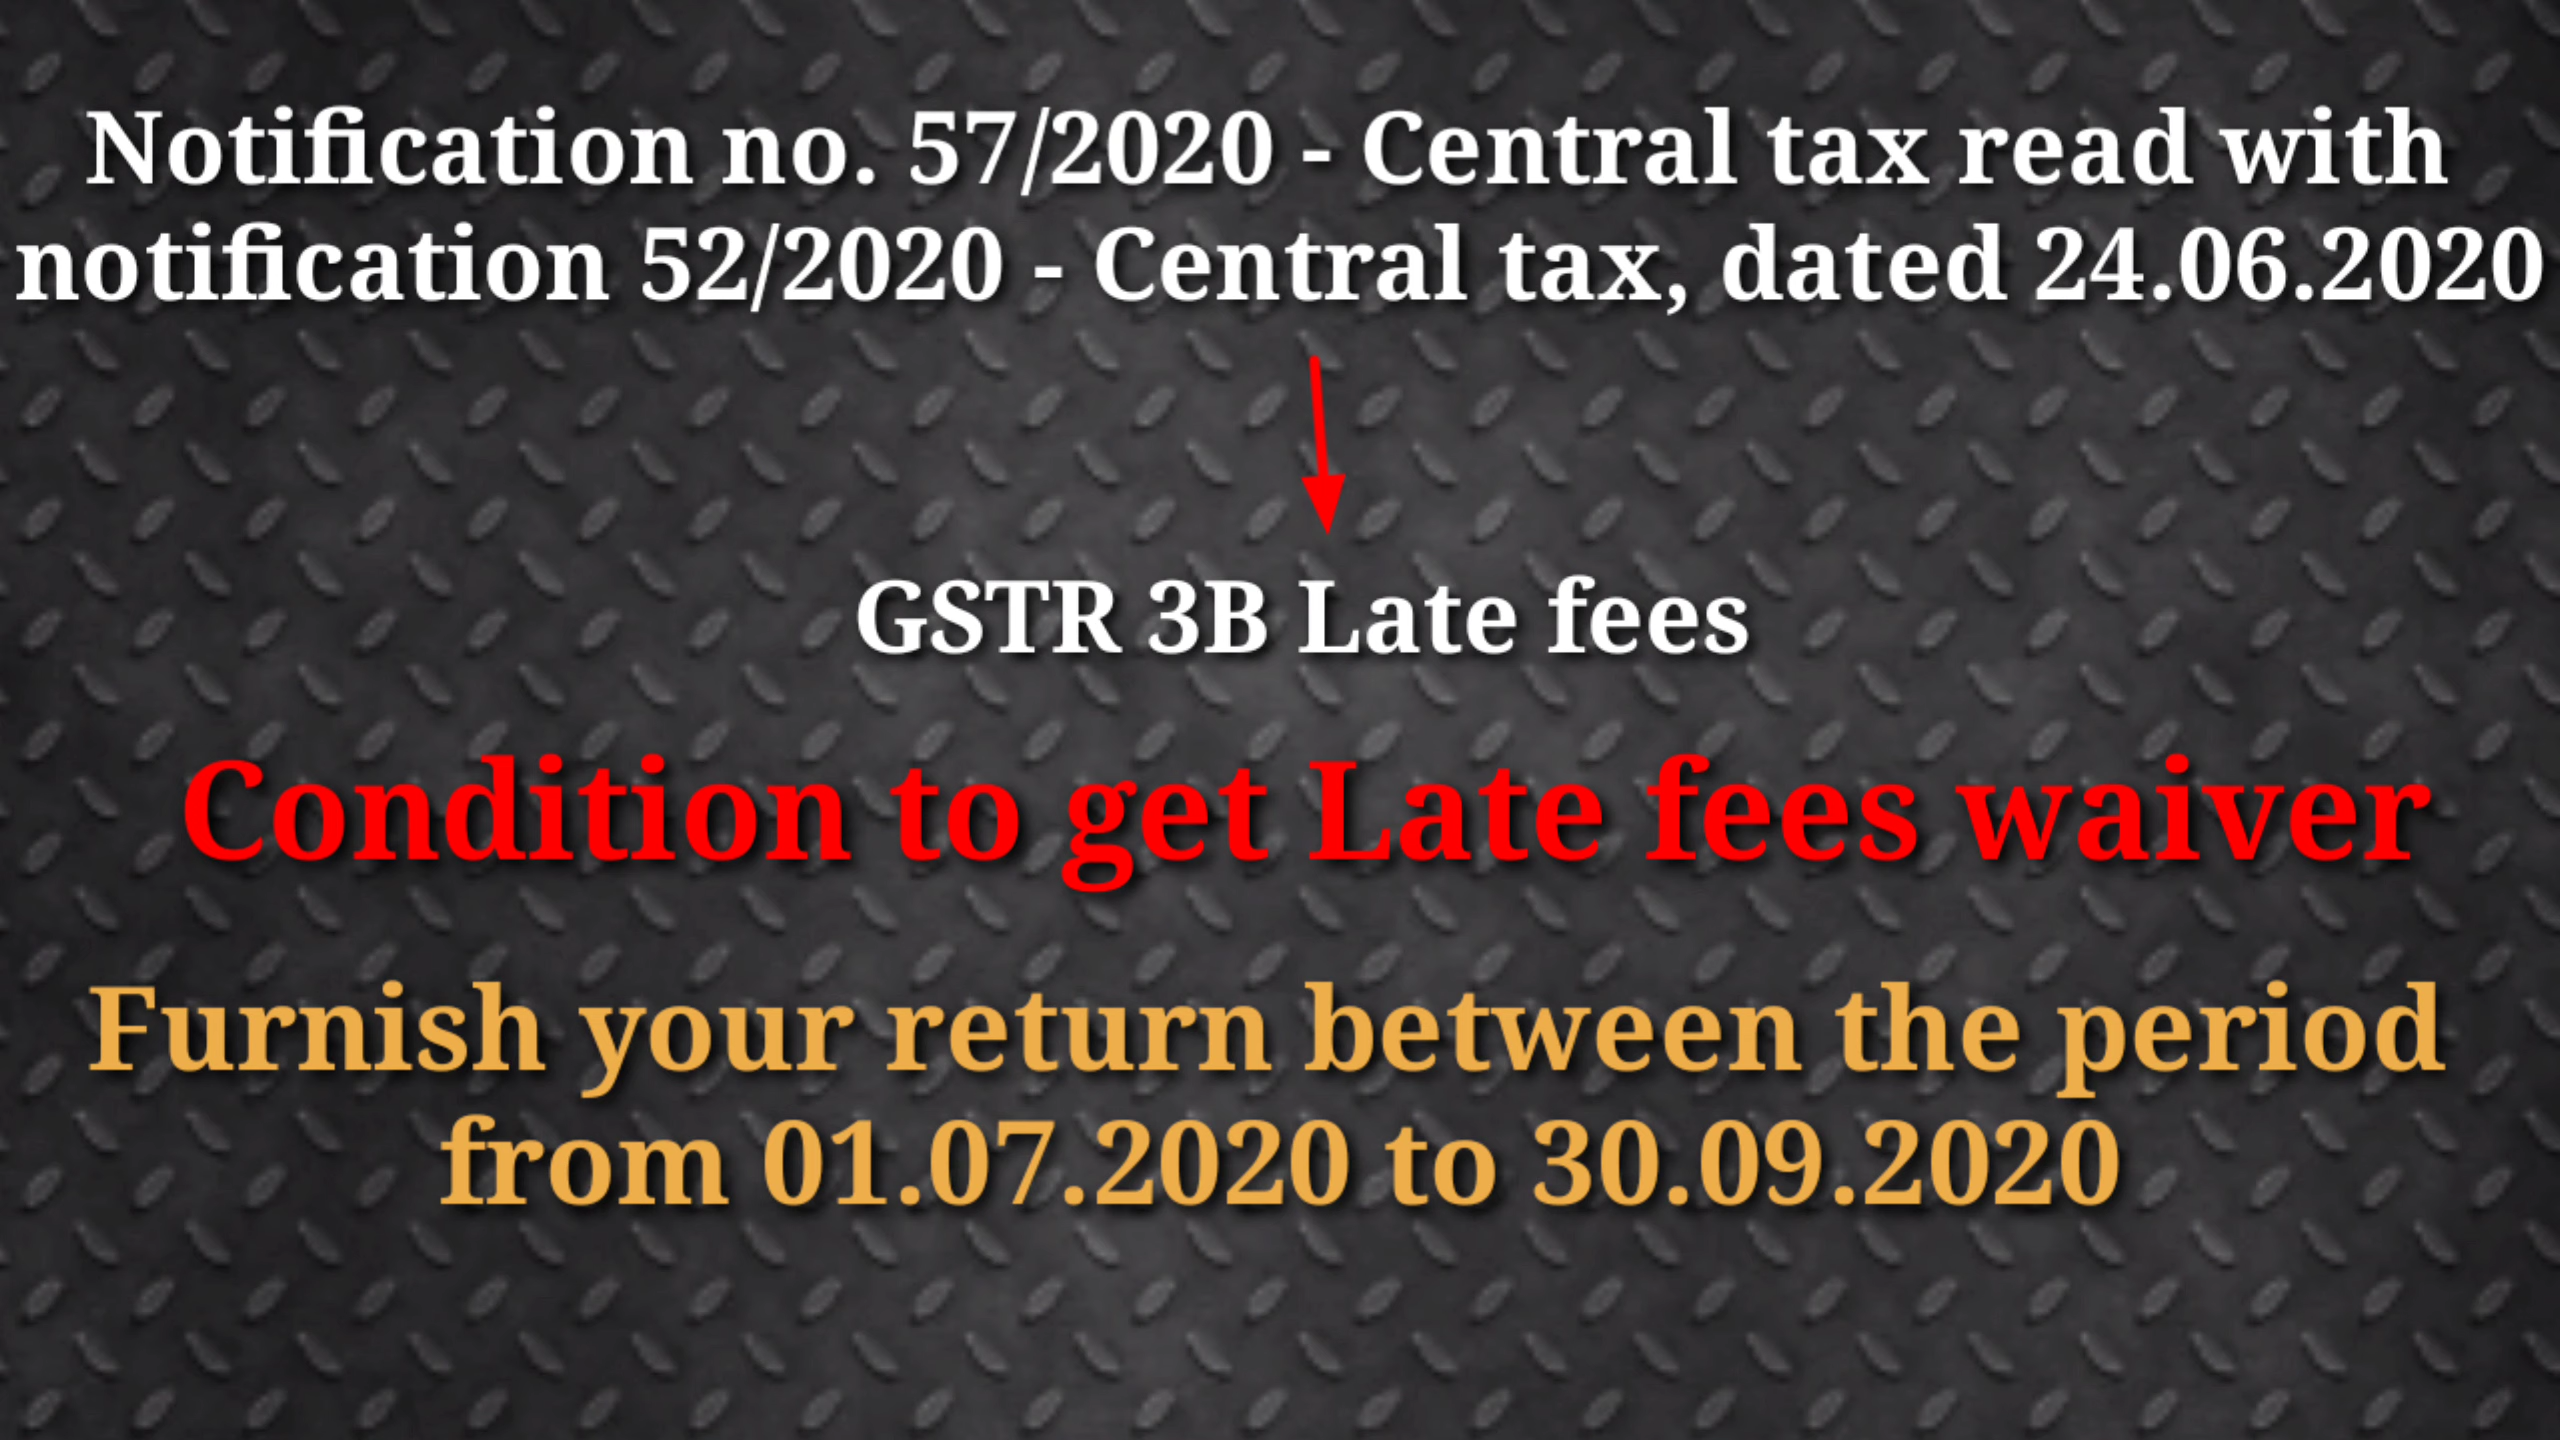 Notification no. 57/2020 - Central tax read with
notification 52/2020 - Central tax, dated 24.06.2020
GSTR 3B Late fees
Condition to get Late fees waiver
Furnish your return between the period
from 01.07.2020 to 30.09.2020